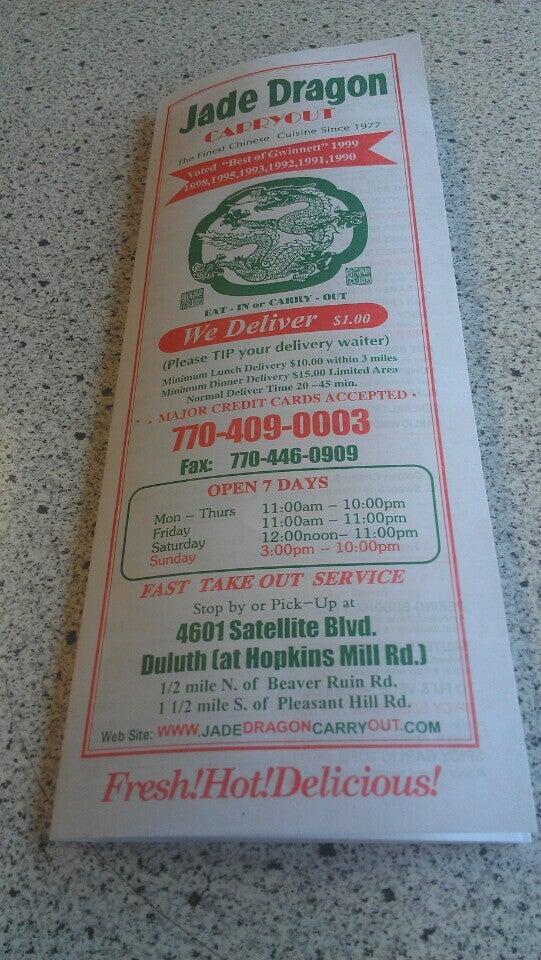 Jade Dragon
CARRYOUT
The Finest Chinese Cuisine Since 1977
Voted "Best of Gwinnett" 1999
1998,1995,1993,1992,1991,1990
EAT - IN or CARRY - OUT
We Deliver $1.00
(Please TIP your delivery waiter)
Minimum Lunch Delivery $10.00 within 3 miles
Minimum Dinner Delivery $15.00 Limited Area
Normal Deliver Time 20 -45 min.
· MAJOR CREDIT CARDS ACCEPTED ·
770-409-0003
Fax: 770-446-0909
OPEN 7 DAYS
Mon - Thurs 11:00am - 10:00pm
Friday 11:00am - 11:00pm
Saturday 12:00noon- 11:00pm
Sunday 3:00pm - 10:00pm
FAST TAKE OUT SERVICE
Stop by or Pick-Up at
4601 Satellite Blvd.
Duluth (at Hopkins Mill Rd.)
1/2 mile N. of Beaver Ruin Rd.
1 1/2 mile S. of Pleasant Hill Rd.
Web Site: WWW.JADEDRAGONCARRYOUT.COM
Fresh!Hot!Delicious!